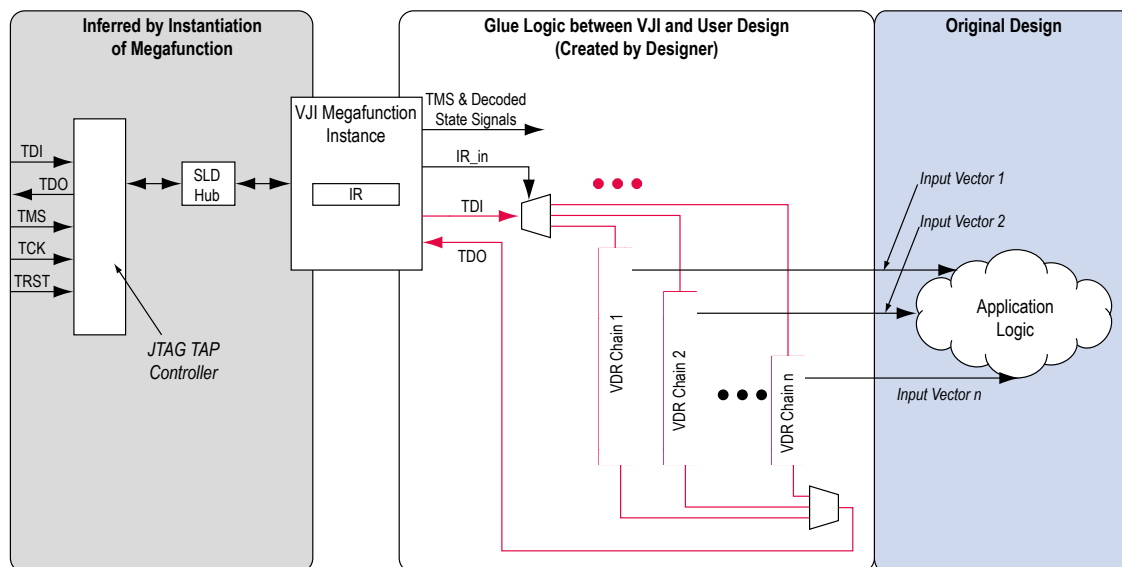 Inferred by Instantiation
of Megafunction
Glue Logic between VJI and User Design
(Created by Designer)
Original Design
VJI Megafunction
Instance
IR
TMS & Decoded
State Signals
IR_in
TDI
TDO
TDI
TDO
TMS
TCK
TRST
SLD
Hub
JTAG TAP
Controller
VDR Chain 1
VDR Chain 2
VDR Chain n
Input Vector 1
Input Vector 2
Input Vector n
Application
Logic